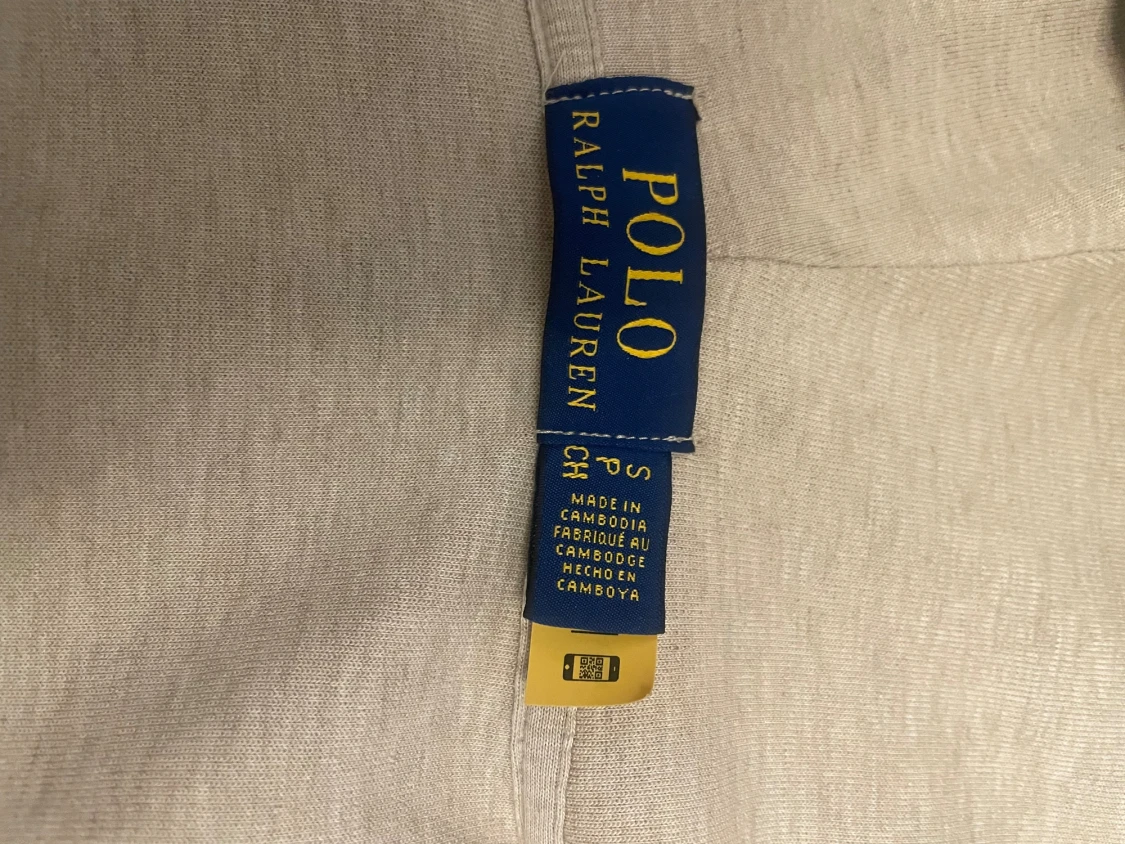 POLO
RALPH LAUREN
S
P
CH
MADE IN
CAMBODIA
FABRIQUÉ AU
CAMBODGE
HECHO EN
CAMBOYA